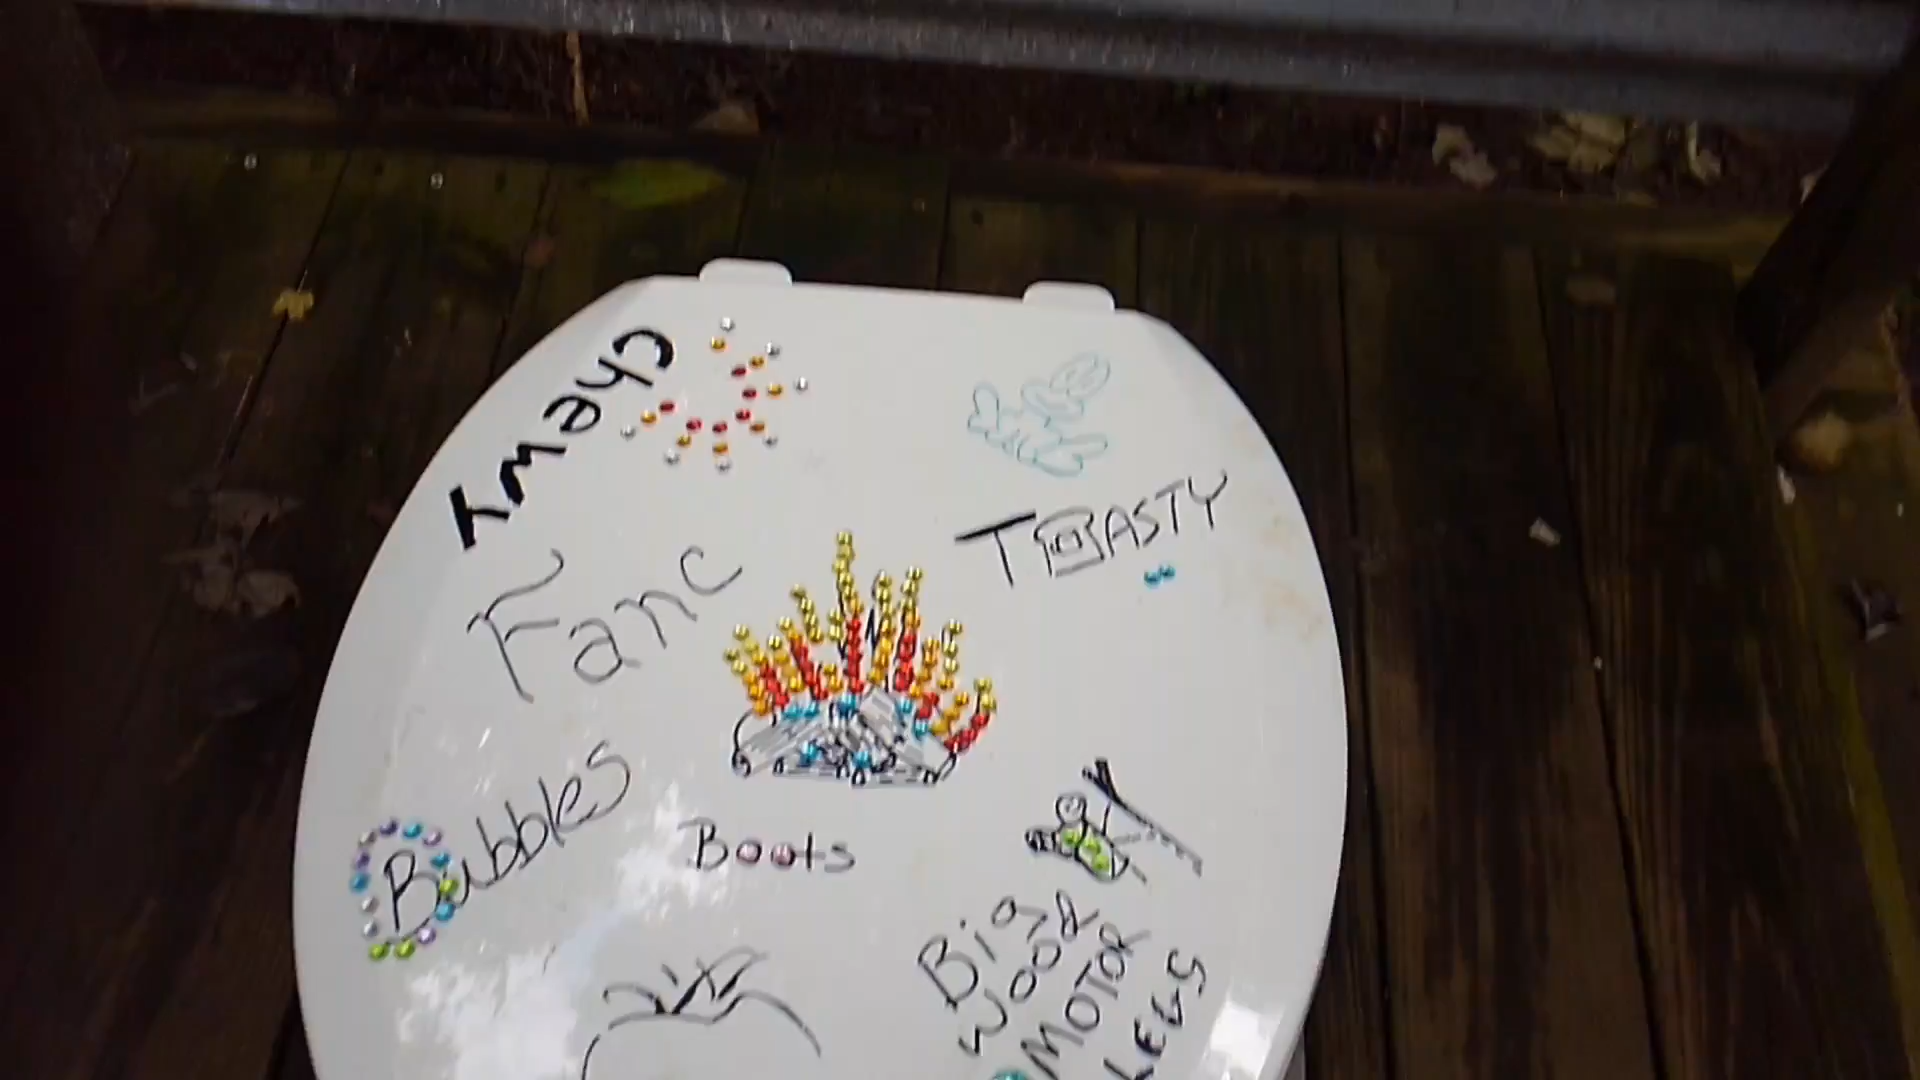 chewy
TOASTY
Fanc
Bubbles
Boots
Big
WOOD
MOTOR
LEGS